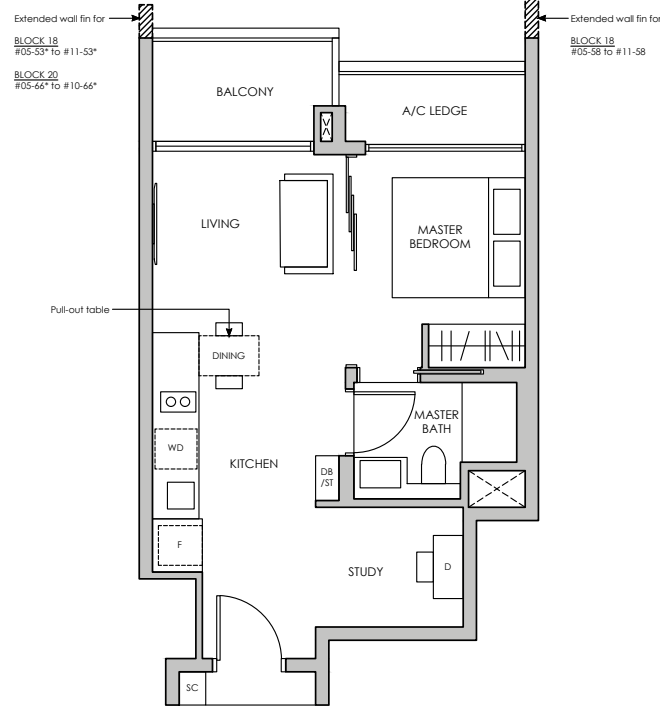 Extended wall fin for
BLOCK 18
#05-53* to #11-53*
BLOCK 20
#05-66* to #10-66*
Extended wall fin for
BLOCK 18
#05-58 to #11-58
BALCONY
A/C LEDGE
LIVING
MASTER
BEDROOM
Pull-out table
DINING
MASTER
BATH
WD
KITCHEN
DB
/ST
F
STUDY
D
SC